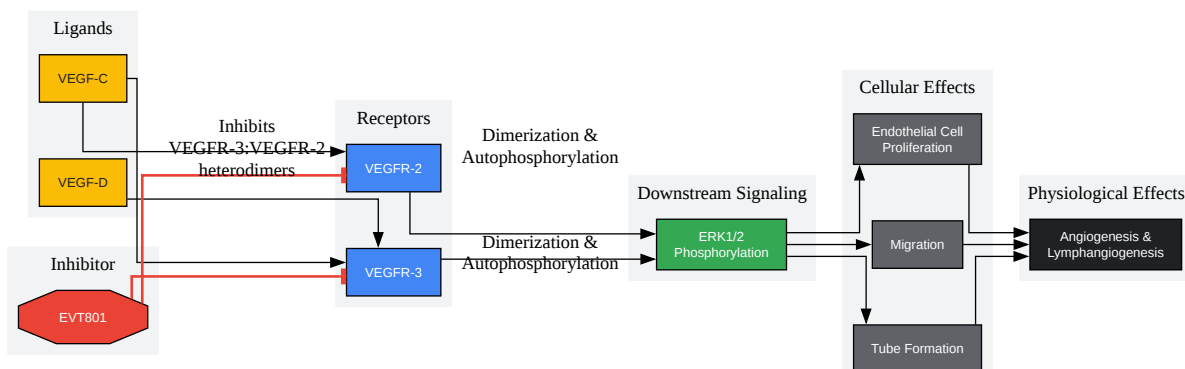 Ligands
VEGF-C
VEGF-D
Inhibitor
EVT801
Inhibits
VEGFR-3:VEGFR-2
heterodimers
Receptors
VEGFR-2
VEGFR-3
Dimerization &
Autophosphorylation
Dimerization &
Autophosphorylation
Downstream Signaling
ERK1/2
Phosphorylation
Cellular Effects
Endothelial Cell
Proliferation
Migration
Tube Formation
Physiological Effects
Angiogenesis &
Lymphangiogenesis